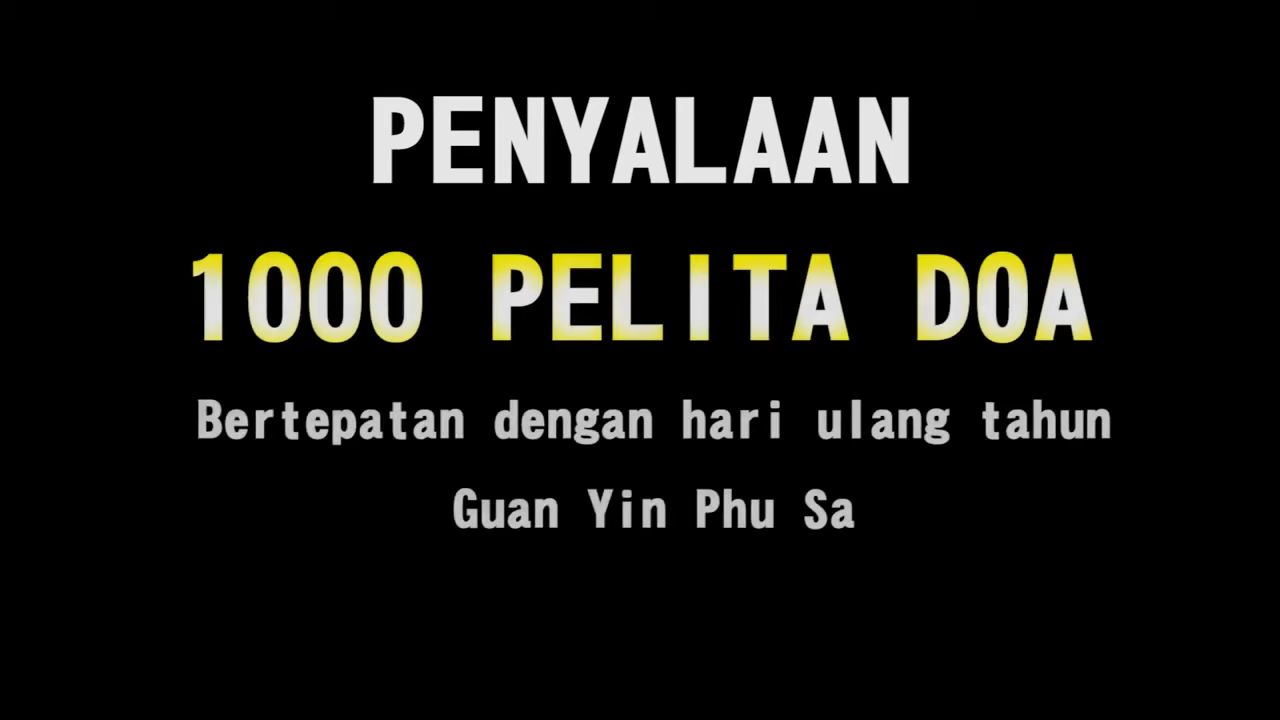 PENYALAAN
1000 PELITA DOA
Bertepatan dengan hari ulang tahun
Guan Yin Phu Sa